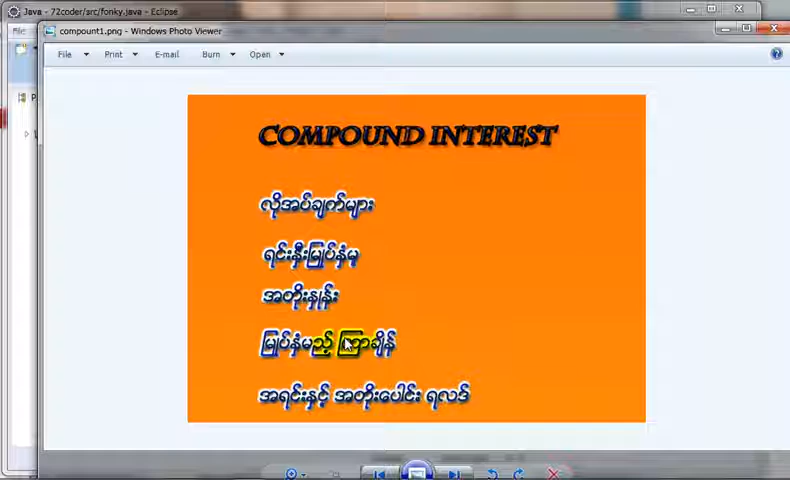 Java - 72coder/src/fonky.java - Eclipse
File
compount1.png - Windows Photo Viewer
File Print E-mail Burn Open
COMPOUND INTEREST
လိုအပ်ချက်များ
ရင်းနှီးမြှုပ်နှံမှု
အတိုးနှုန်း
မြှုပ်နှံမည့် ကြာချိန်
အရင်းနှင့် အတိုးပေါင်း ရလဒ်